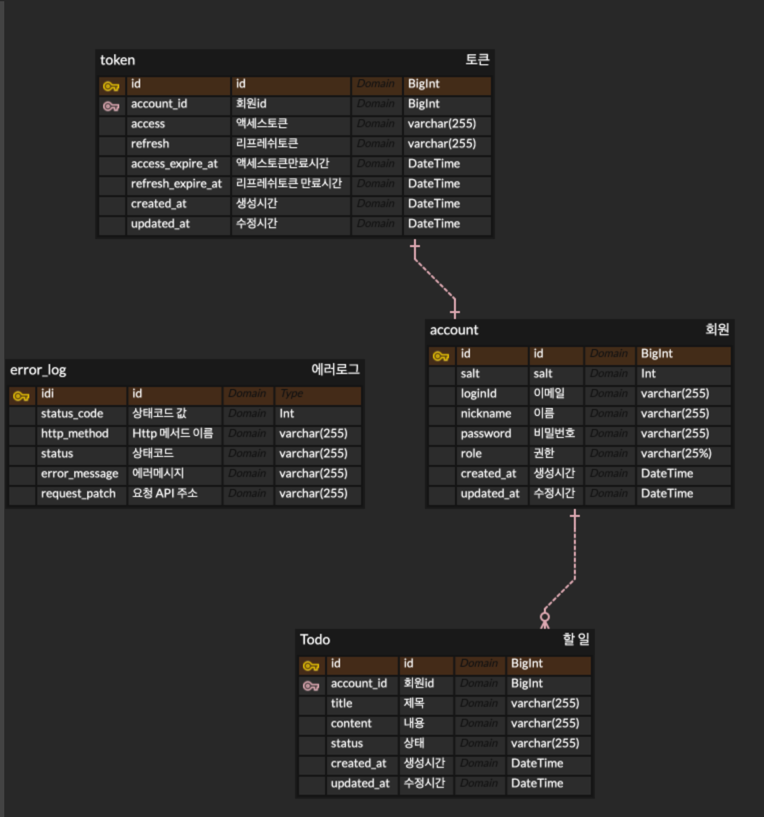 token 토큰
id id Domain BigInt
account_id 회원id Domain BigInt
access 액세스토큰 Domain varchar(255)
refresh 리프레쉬토큰 Domain varchar(255)
access_expire_at 액세스토큰만료시간 Domain DateTime
refresh_expire_at 리프레쉬토큰 만료시간 Domain DateTime
created_at 생성시간 Domain DateTime
updated_at 수정시간 Domain DateTime
account 회원
id id Domain BigInt
salt salt Domain Int
loginId 이메일 Domain varchar(255)
nickname 이름 Domain varchar(255)
password 비밀번호 Domain varchar(255)
role 권한 Domain varchar(25%)
created_at 생성시간 Domain DateTime
updated_at 수정시간 Domain DateTime
error_log 에러로그
idi id Domain Type
status_code 상태코드 값 Domain Int
http_method Http 메서드 이름 Domain varchar(255)
status 상태코드 Domain varchar(255)
error_message 에러메시지 Domain varchar(255)
request_patch 요청 API 주소 Domain varchar(255)
Todo 할 일
id id Domain BigInt
account_id 회원id Domain BigInt
title 제목 Domain varchar(255)
content 내용 Domain varchar(255)
status 상태 Domain varchar(255)
created_at 생성시간 Domain DateTime
updated_at 수정시간 Domain DateTime